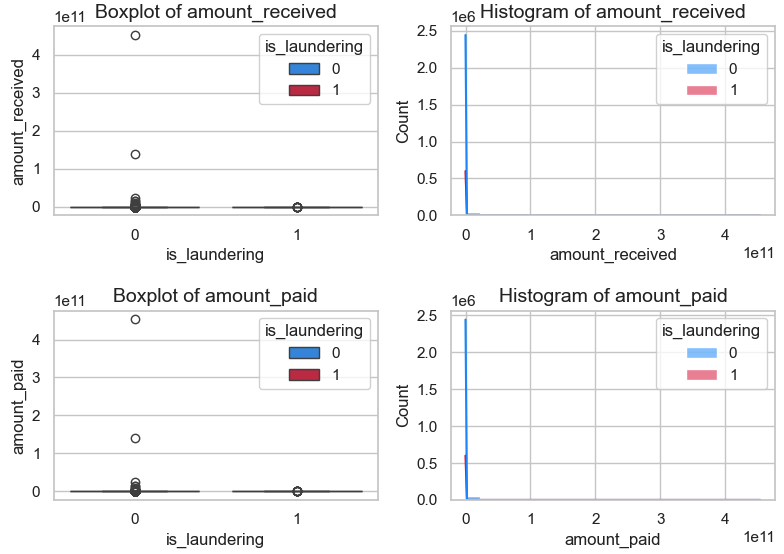 Boxplot of amount_received
1e11
4
3
2
1
0
amount_received
is_laundering
0
1
0
1
is_laundering
Histogram of amount_received
1e6
2.5
2.0
1.5
1.0
0.5
0.0
Count
is_laundering
0
1
0
1
2
3
4
1e11
amount_received
Boxplot of amount_paid
1e11
4
3
2
1
0
amount_paid
is_laundering
0
1
0
1
is_laundering
Histogram of amount_paid
1e6
2.5
2.0
1.5
1.0
0.5
0.0
Count
is_laundering
0
1
0
1
2
3
4
1e11
amount_paid